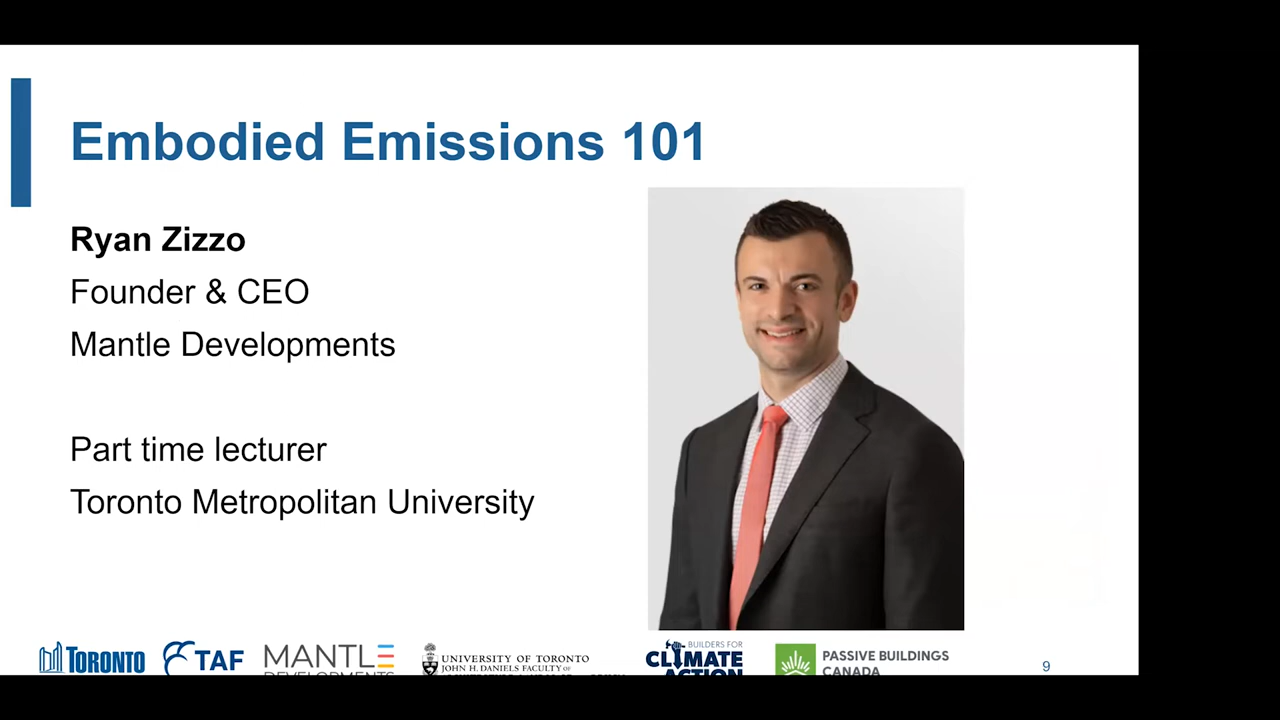 Embodied Emissions 101
Ryan Zizzo
Founder & CEO
Mantle Developments
Part time lecturer
Toronto Metropolitan University
TORONTO
TAF
MANTLE
DEVELOPMENTS
UNIVERSITY OF TORONTO
JOHN H. DANIELS FACULTY OF
BUILDERS FOR
CLIMATE
ACTION
PASSIVE BUILDINGS
CANADA
9